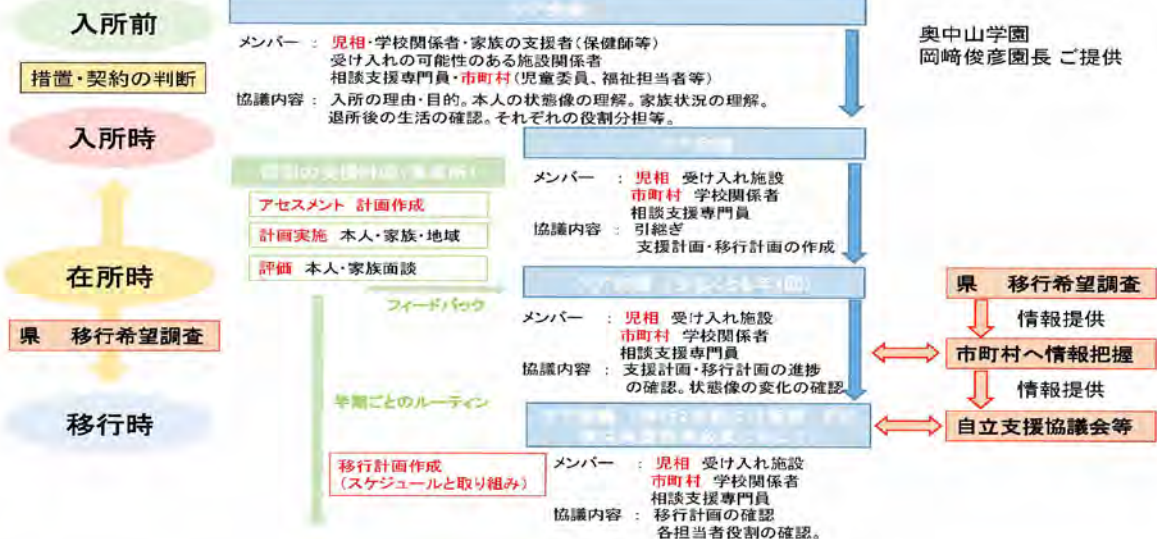 入所前
奥中山学園
岡﨑俊彦園長 ご提供
メンバー : 児相・学校関係者・家族の支援者(保健師等)
受け入れの可能性のある施設関係者
相談支援専門員・市町村(児童委員、福祉担当者等)
措置・契約の判断
協議内容 : 入所の理由・目的。本人の状態像の理解。家族状況の理解。
退所後の生活の確認。それぞれの役割分担等。
入所時
メンバー : 児相 受け入れ施設
市町村 学校関係者
相談支援専門員
協議内容 : 引継ぎ
支援計画・移行計画の作成
アセスメント 計画作成
計画実施 本人・家族・地域
評価 本人・家族面談
フィードバック
在所時
県 移行希望調査
メンバー : 児相 受け入れ施設
市町村 学校関係者
相談支援専門員
協議内容 : 支援計画・移行計画の進捗
の確認。状態像の変化の確認。
県 移行希望調査
情報提供
市町村へ情報把握
情報提供
自立支援協議会等
学期ごとのルーティン
移行時
移行計画作成
(スケジュールと取り組み)
メンバー : 児相 受け入れ施設
市町村 学校関係者
相談支援専門員
協議内容 : 移行計画の確認
各担当者役割の確認。